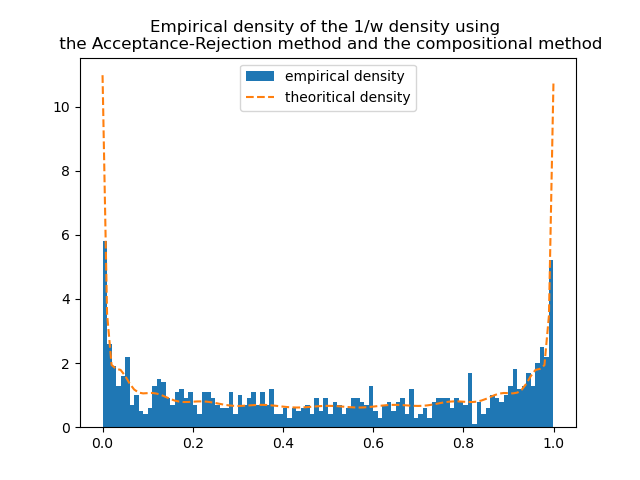 Empirical density of the 1/w density using
the Acceptance-Rejection method and the compositional method
empirical density
theoritical density
10
8
6
4
2
0
0.0 0.2 0.4 0.6 0.8 1.0